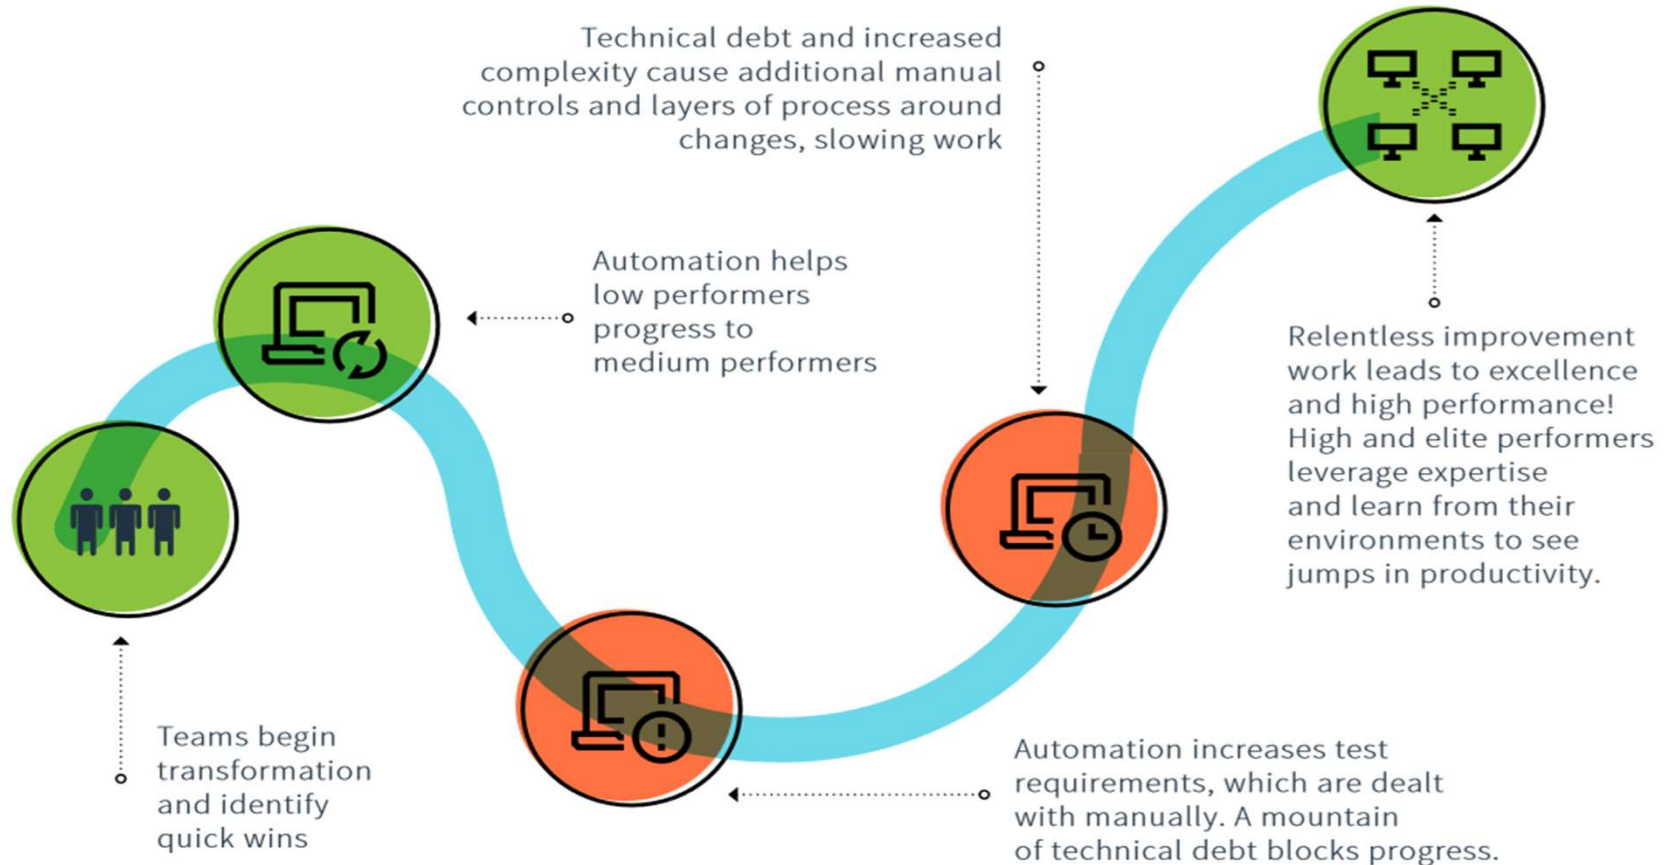 Technical debt and increased
complexity cause additional manual
controls and layers of process around
changes, slowing work
Automation helps
low performers
progress to
medium performers
Relentless improvement
work leads to excellence
and high performance!
High and elite performers
leverage expertise
and learn from their
environments to see
jumps in productivity.
Teams begin
transformation
and identify
quick wins
Automation increases test
requirements, which are dealt
with manually. A mountain
of technical debt blocks progress.